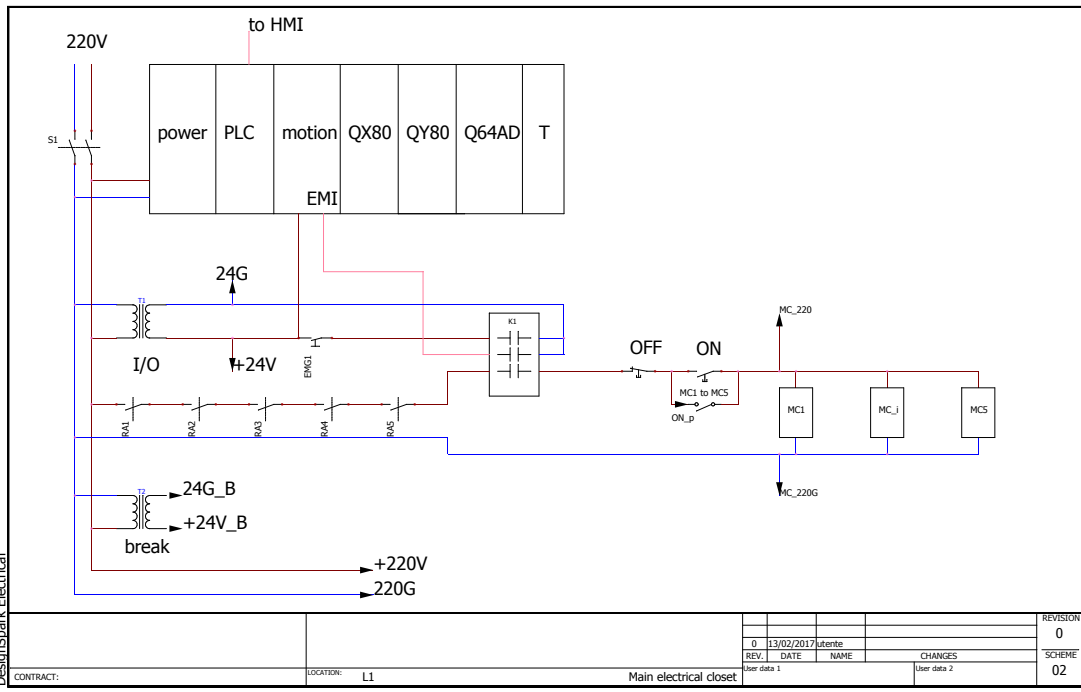 to HMI
220V
S1
power PLC motion QX80 QY80 Q64AD T
EMI
24G
T1
K1
MC_220
I/O
+24V
EMG1
OFF ON
MC1 to MC5
ON_p
MC1 MC_i MC5
RA1 RA2 RA3 RA4 RA5
MC_220G
T2
24G_B
+24V_B
break
+220V
220G
DesignSpark Electrical
REVISION
0
0 13/02/2017 utente
REV. DATE NAME CHANGES
SCHEME
02
CONTRACT:
LOCATION: L1
Main electrical closet
User data 1
User data 2